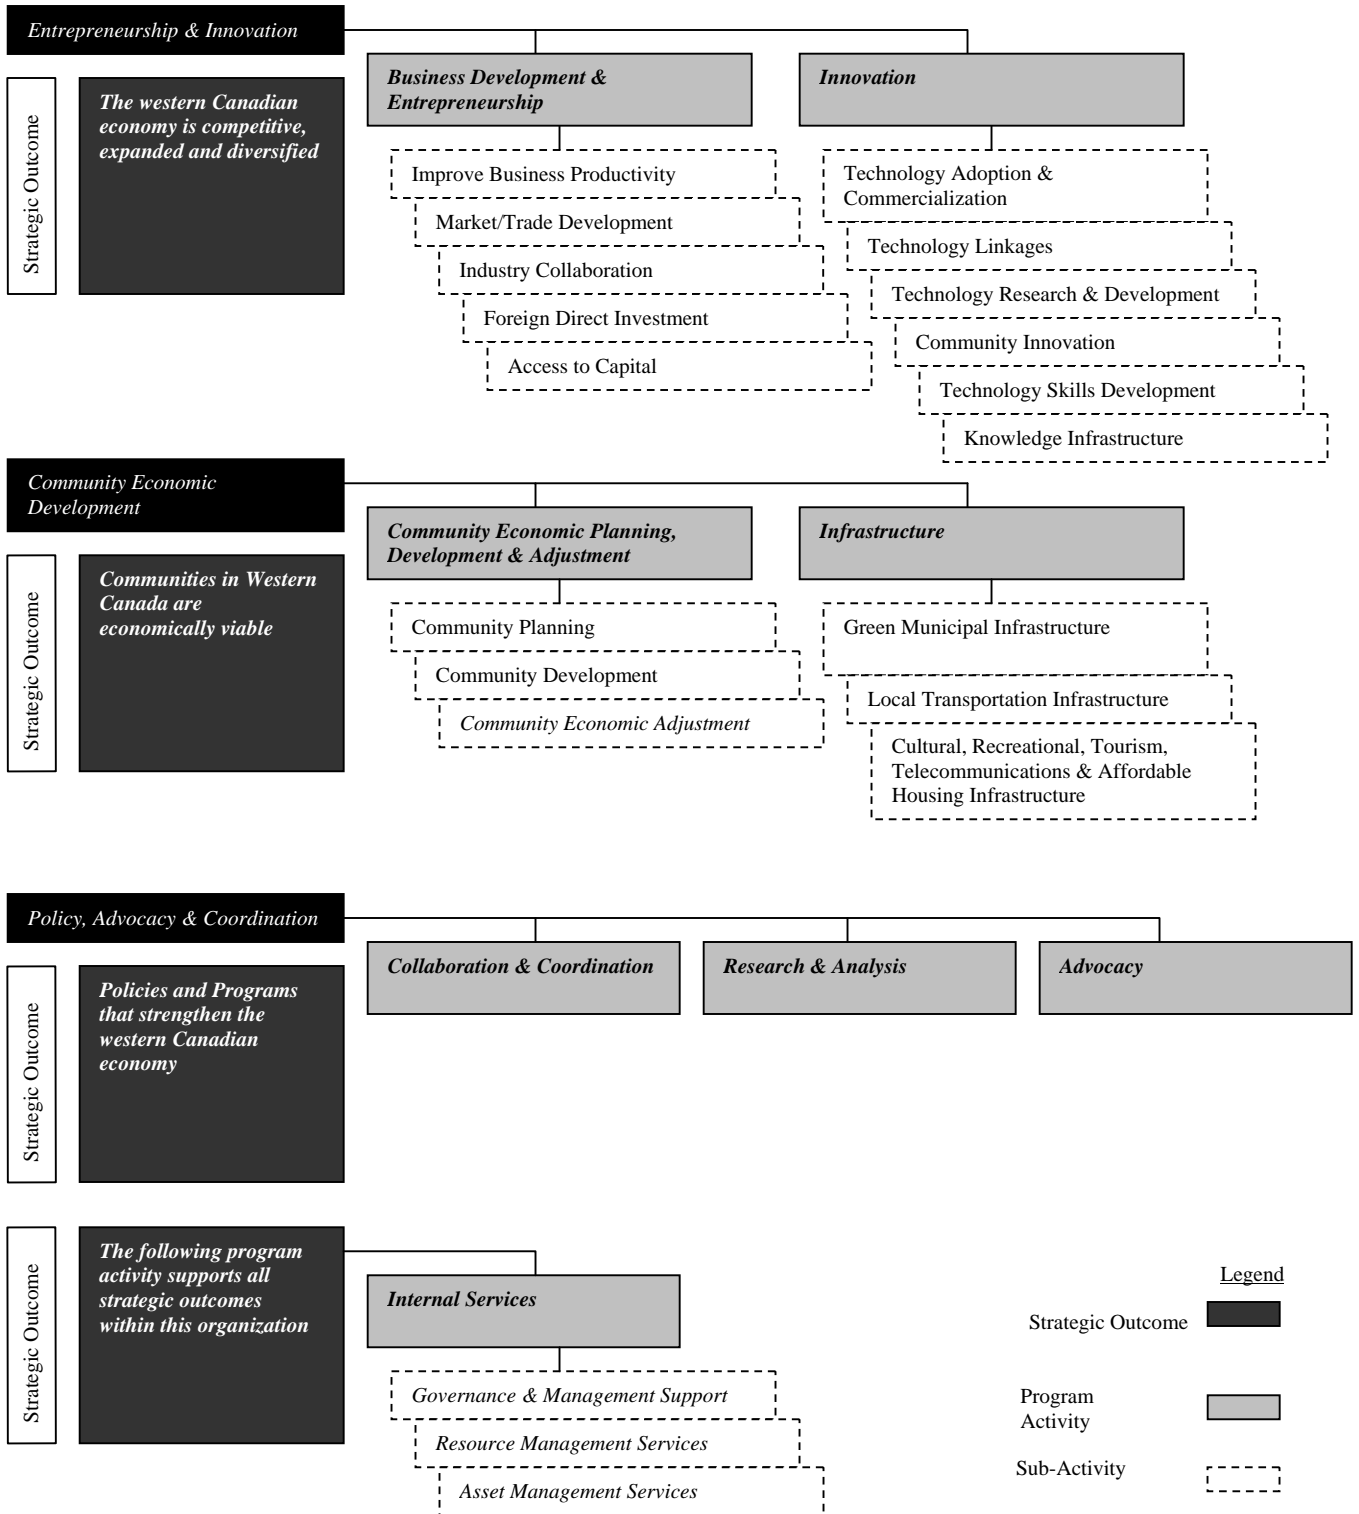 Entrepreneurship & Innovation
Strategic Outcome
The western Canadian
economy is competitive,
expanded and diversified
Business Development &
Entrepreneurship
Improve Business Productivity
Market/Trade Development
Industry Collaboration
Foreign Direct Investment
Access to Capital
Innovation
Technology Adoption &
Commercialization
Technology Linkages
Technology Research & Development
Community Innovation
Technology Skills Development
Knowledge Infrastructure
Community Economic
Development
Strategic Outcome
Communities in Western
Canada are
economically viable
Community Economic Planning,
Development & Adjustment
Community Planning
Community Development
Community Economic Adjustment
Infrastructure
Green Municipal Infrastructure
Local Transportation Infrastructure
Cultural, Recreational, Tourism,
Telecommunications & Affordable
Housing Infrastructure
Policy, Advocacy & Coordination
Strategic Outcome
Policies and Programs
that strengthen the
western Canadian
economy
Collaboration & Coordination
Research & Analysis
Advocacy
Strategic Outcome
The following program
activity supports all
strategic outcomes
within this organization
Internal Services
Governance & Management Support
Resource Management Services
Asset Management Services
Legend
Strategic Outcome
Program
Activity
Sub-Activity